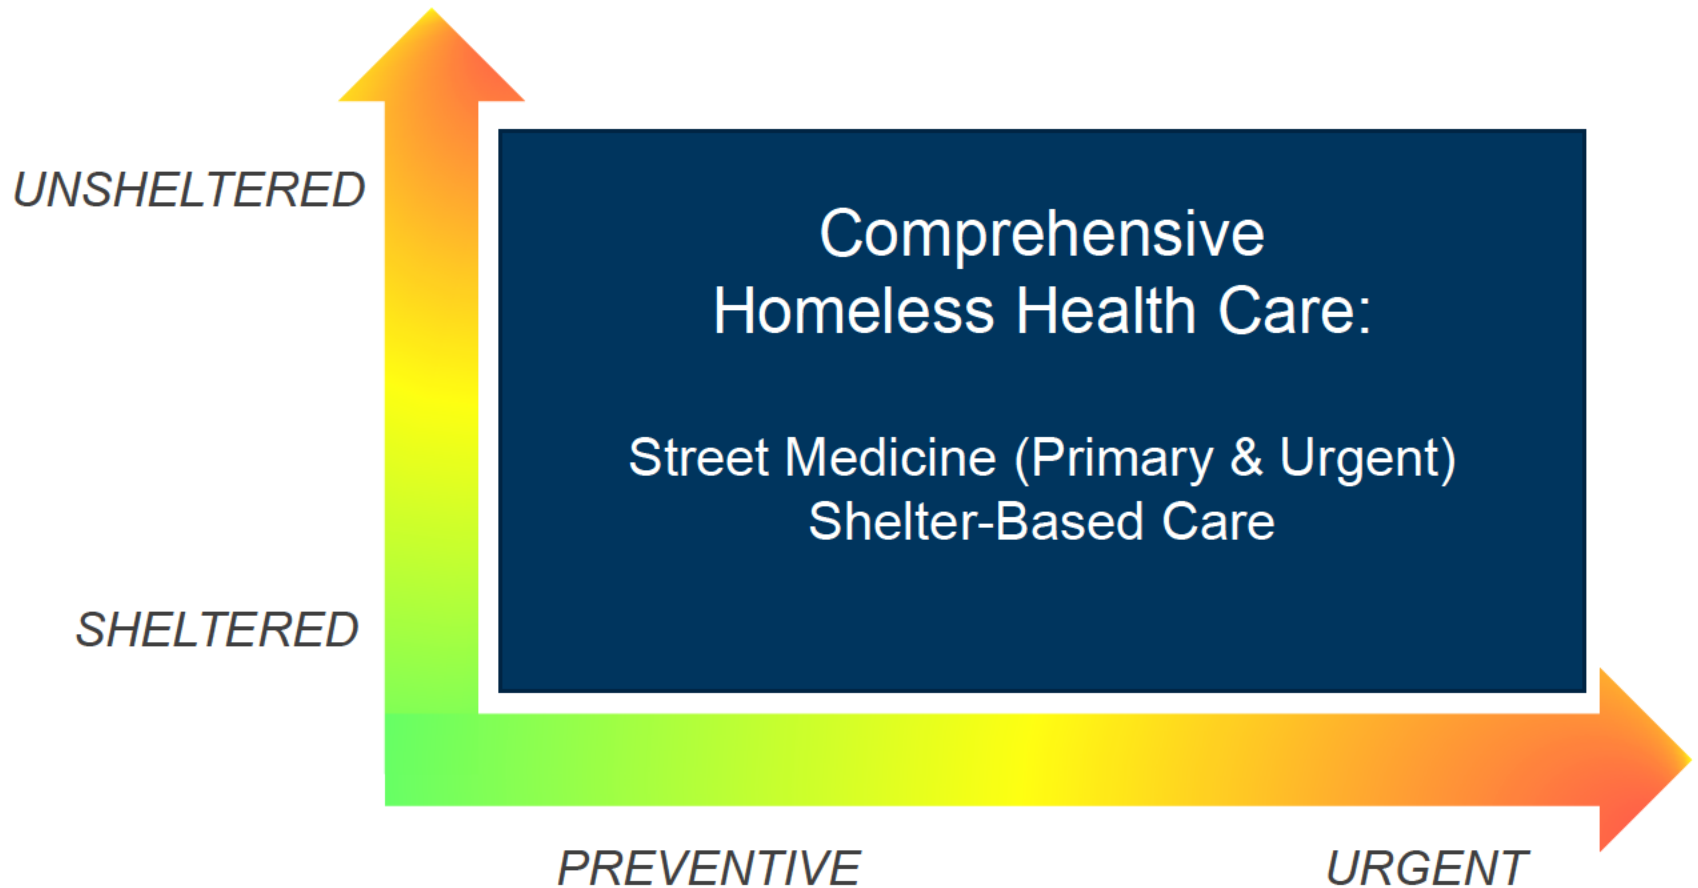 UNSHELTERED
Comprehensive
Homeless Health Care:
Street Medicine (Primary & Urgent)
Shelter-Based Care
SHELTERED
PREVENTIVE
URGENT